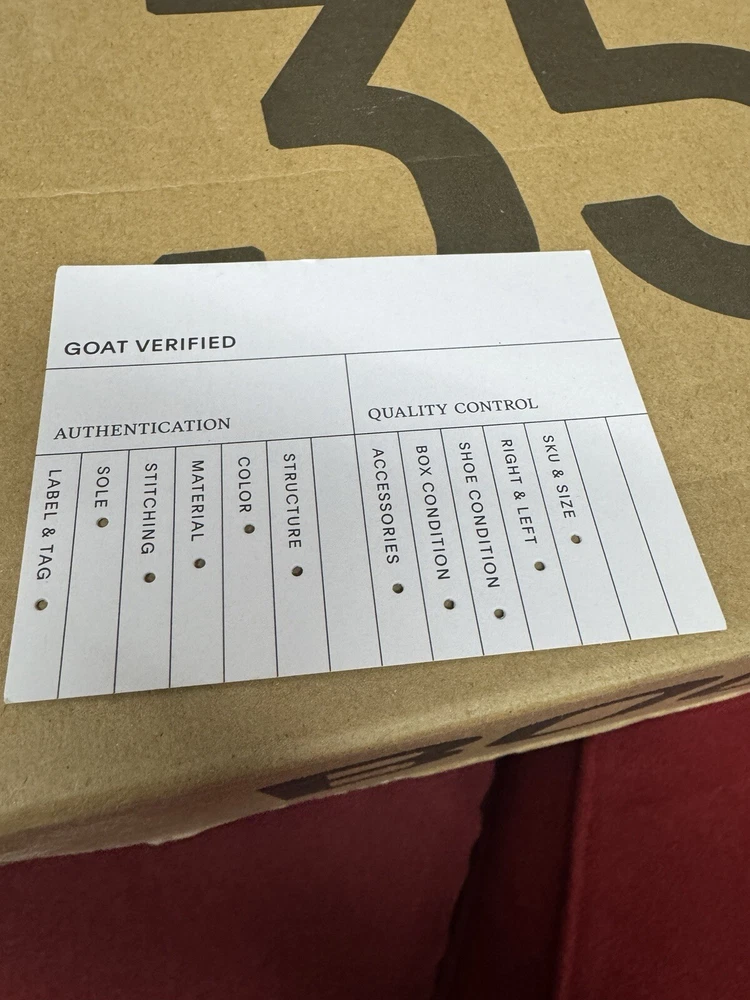 35
GOAT VERIFIED
AUTHENTICATION
QUALITY CONTROL
LABEL & TAG
SOLE
STITCHING
MATERIAL
COLOR
STRUCTURE
ACCESSORIES
BOX CONDITION
SHOE CONDITION
RIGHT & LEFT
SKU & SIZE